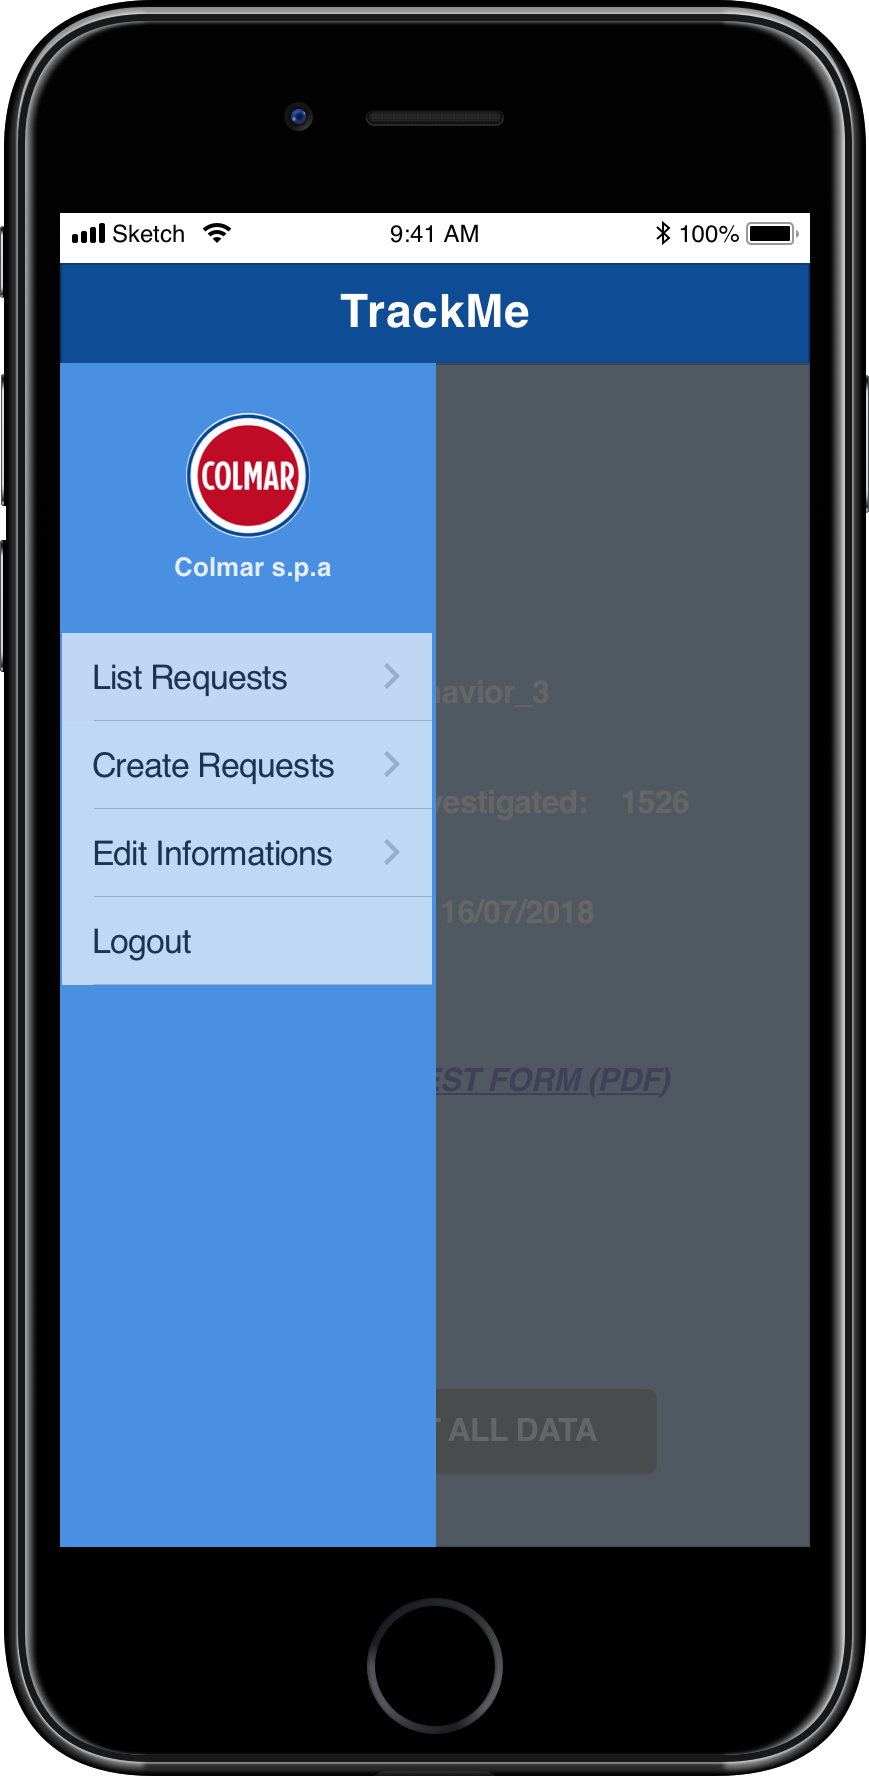 Sketch 9:41 AM 100%
TrackMe
COLMAR
Colmar s.p.a
List Requests
Create Requests
Edit Informations
Logout
avior_3
estigated: 1526
16/07/2018
EST FORM (PDF)
ALL DATA